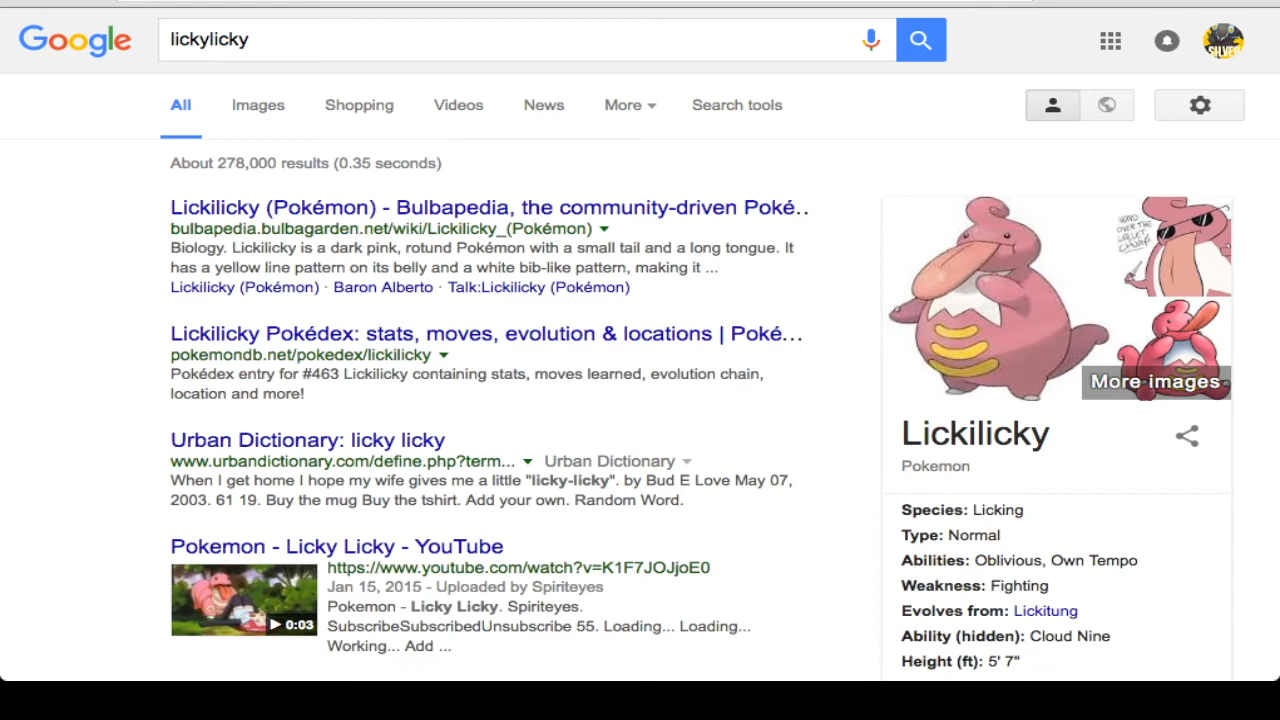 Google
lickylicky
SILVER
All Images Shopping Videos News More Search tools
About 278,000 results (0.35 seconds)
Lickilicky (Pokémon) - Bulbapedia, the community-driven Poké..
bulbapedia.bulbagarden.net/wiki/Lickilicky_(Pokémon)
Biology. Lickilicky is a dark pink, rotund Pokémon with a small tail and a long tongue. It
has a yellow line pattern on its belly and a white bib-like pattern, making it ...
Lickilicky (Pokémon) · Baron Alberto · Talk:Lickilicky (Pokémon)
Lickilicky Pokédex: stats, moves, evolution & locations | Poké...
pokemondb.net/pokedex/lickilicky
Pokédex entry for #463 Lickilicky containing stats, moves learned, evolution chain,
location and more!
Urban Dictionary: licky licky
www.urbandictionary.com/define.php?term... Urban Dictionary
When I get home I hope my wife gives me a little "licky-licky". by Bud E Love May 07,
2003. 61 19. Buy the mug Buy the tshirt. Add your own. Random Word.
Pokemon - Licky Licky - YouTube
0:03
https://www.youtube.com/watch?v=K1F7JOJjoE0
Jan 15, 2015 - Uploaded by Spiriteyes
Pokemon - Licky Licky. Spiriteyes.
SubscribeSubscribedUnsubscribe 55. Loading... Loading...
Working... Add ...
HAND
OVER THE
WALLET,
CHUMP
More images
Lickilicky
Pokemon
Species: Licking
Type: Normal
Abilities: Oblivious, Own Tempo
Weakness: Fighting
Evolves from: Lickitung
Ability (hidden): Cloud Nine
Height (ft): 5' 7"